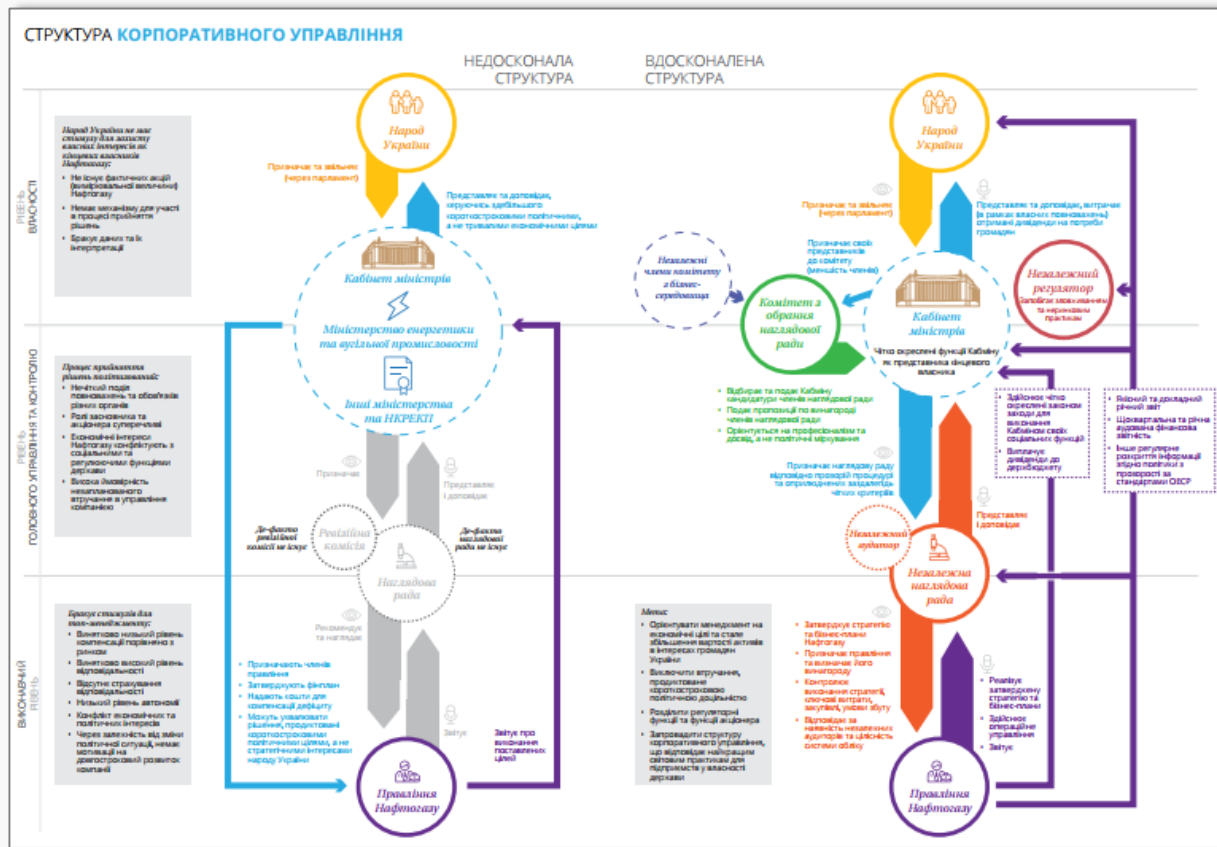 СТРУКТУРА КОРПОРАТИВНОГО УПРАВЛІННЯ
НЕДОСКОНАЛА
СТРУКТУРА
ВДОСКОНАЛЕНА
СТРУКТУРА
РІВЕНЬ
ВЛАСНОСТІ
Народ України не має
стимулу для захисту
власних інтересів як
кінцевих власників
Нафтогазу:
• Не існує фактичних акцій
(вимірювальної величини)
Нафтогазу
• Немає механізму для участі
в процесі прийняття
рішень
• Бракує даних та їх
інтерпретації
Народ
України
Призначає та звільняє
(через парламент)
Представляє та доповідає,
керуючись здебільшого
короткостроковими політичними,
а не тривалими економічними цілями
Кабінет міністрів
Міністерство енергетики
та вугільної промисловості
Інші міністерства
та НКРЕКП
РІВЕНЬ
ГОЛОВНОГО УПРАВЛІННЯ ТА КОНТРОЛЮ
Процес прийняття
рішень політизований:
• Нечіткий поділ
повноважень та обов'язків
різних органів
• Ролі засновника та
акціонера суперечливі
• Економічні інтереси
Нафтогазу конфліктують з
соціальними та
регулюючими функціями
держави
• Висока ймовірність
незапланованого
втручання в управління
компанією
Призначає
Представляє
і доповідає
Де-факто
ревізійної
комісії не існує
Ревізійна
комісія
Де-факто
наглядової
ради не існує
Наглядова
рада
ВИКОНАВЧИЙ
РІВЕНЬ
Бракує стимулів для
топ-менеджменту:
• Винятково низький рівень
компенсації порівняно з
ринком
• Винятково високий рівень
відповідальності
• Відсутнє страхування
відповідальності
• Низький рівень автономії
• Конфлікт економічних та
політичних інтересів
• Через залежність від зміни
політичної ситуації, немає
мотивації на
довгостроковий розвиток
компанії
Рекомендує
та наглядає
• Призначають членів
правління
• Затверджують фінплан
• Надають кошти для
компенсації дефіциту
• Можуть ухвалювати
рішення, продиктовані
короткостроковими
політичними цілями, а не
стратегічними інтересами
народу України
Звітує
Звітує про
виконання
поставлених
цілей
Правління
Нафтогазу
Народ
України
Призначає та звільняє
(через парламент)
Представляє та доповідає, витрачає
(в рамках власних повноважень)
отримані дивіденди на потреби
громадян
Незалежні
члени комітету
з бізнес-
середовища
Призначає своїх
представників
до комітету
(меншість членів)
Комітет з
обрання
наглядової
ради
Кабінет
міністрів
Чітко окреслені функції Кабміну
як представника кінцевого
власника
Незалежний
регулятор
Запобігає зловживанням
та неринковим
практикам
• Відбирає та подає Кабміну
кандидатури членів наглядової ради
• Подає пропозиції по винагороді
членів наглядової ради
• Орієнтується на професіоналізм та
досвід, а не політичні міркування
• Здійснює чітко
окреслені законом
заходи для
виконання
Кабміном своїх
соціальних функцій
• Виплачує
дивіденди до
держбюджету
• Якісний та докладний
річний звіт
• Щоквартальна та річна
аудована фінансова
звітність
• Інше регулярне
розкриття інформації
згідно політики з
прозорості за
стандартами ОЕСР
Призначає наглядову раду
відповідно прозорій процедурі
та оприлюднених заздалегідь
чітких критеріїв
Представляє
і доповідає
Незалежний
аудитор
Незалежна
наглядова
рада
Мета:
• Орієнтувати менеджмент на
економічні цілі та стале
збільшення вартості активів
в інтересах громадян
України
• Виключити втручання,
продиктоване
короткостроковою
політичною доцільністю
• Розділити регуляторні
функції та функції акціонера
• Запровадити структуру
корпоративного управління,
що відповідає найкращим
світовим практикам для
підприємств у власності
держави
• Затверджує стратегію
та бізнес-плани
Нафтогазу
• Призначає правління
та визначає його
винагороду
• Контролює
виконання стратегії,
ключові витрати,
закупівлі, умови збуту
• Відповідає за
наявність незалежних
аудиторів та цілісність
системи обліку
• Реалізує
затверджену
стратегію та
бізнес-плани
• Здійснює
операційне
управління
• Звітує
Правління
Нафтогазу